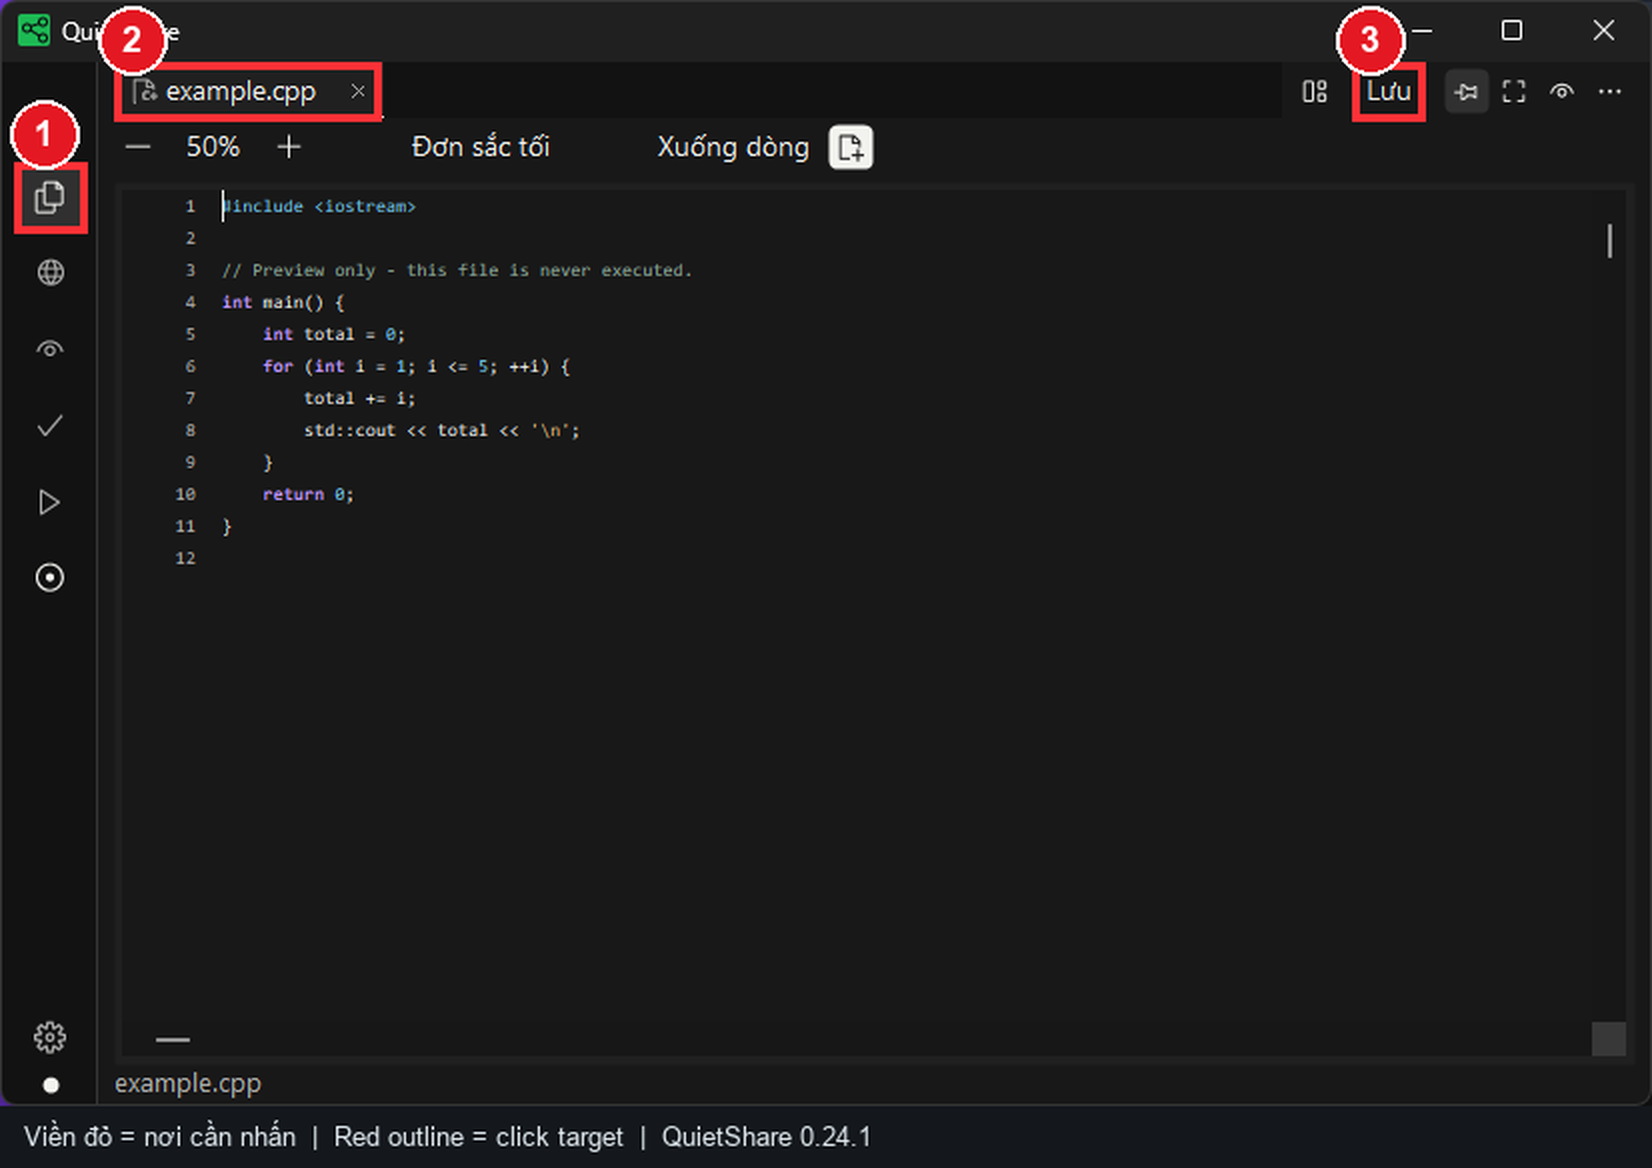 2
3
example.cpp
Lưu
1
50%
Đơn sắc tối
Xuống dòng
1 #include <iostream>
2
3 // Preview only - this file is never executed.
4 int main() {
5     int total = 0;
6     for (int i = 1; i <= 5; ++i) {
7         total += i;
8         std::cout << total << '\n';
9     }
10     return 0;
11 }
12
example.cpp
Viền đỏ = nơi cần nhấn | Red outline = click target | QuietShare 0.24.1